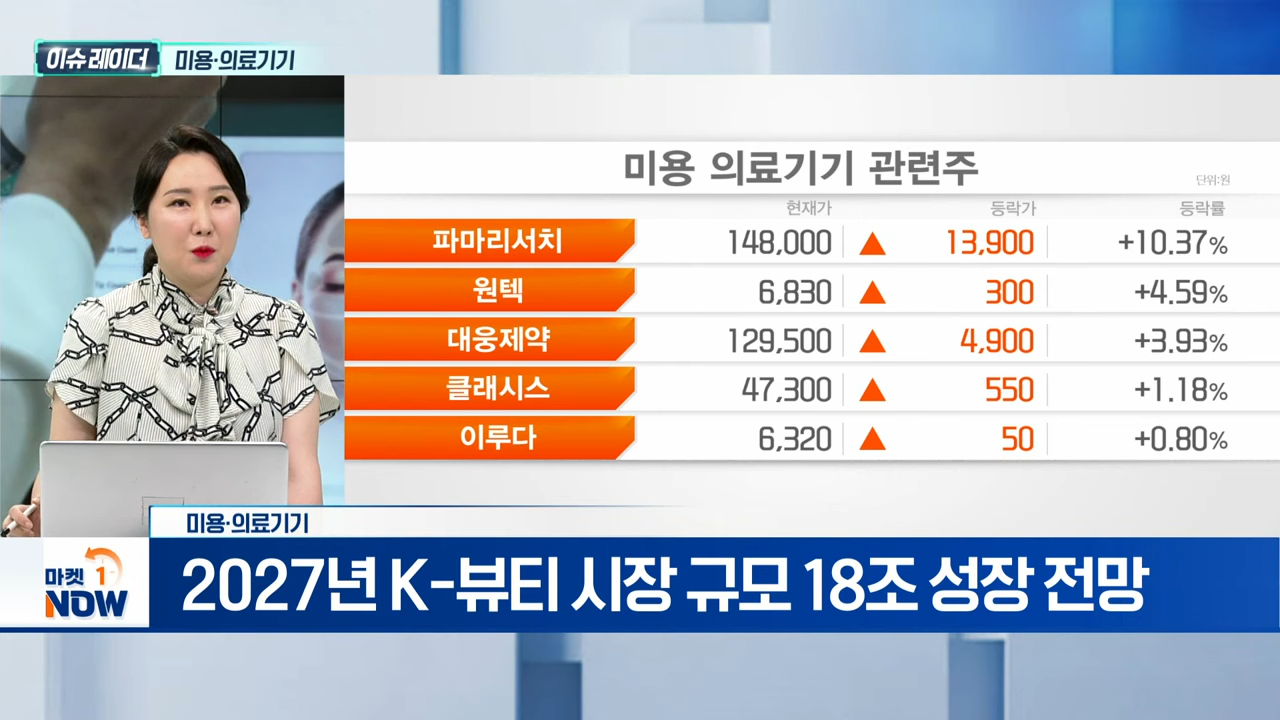 이슈 레이더 미용·의료기기
미용 의료기기 관련주
단위:원
현재가 등락가 등락률
파마리서치 148,000 ▲ 13,900 +10.37%
원텍 6,830 ▲ 300 +4.59%
대웅제약 129,500 ▲ 4,900 +3.93%
클래시스 47,300 ▲ 550 +1.18%
이루다 6,320 ▲ 50 +0.80%
미용·의료기기
마켓 1
NOW
2027년 K-뷰티 시장 규모 18조 성장 전망